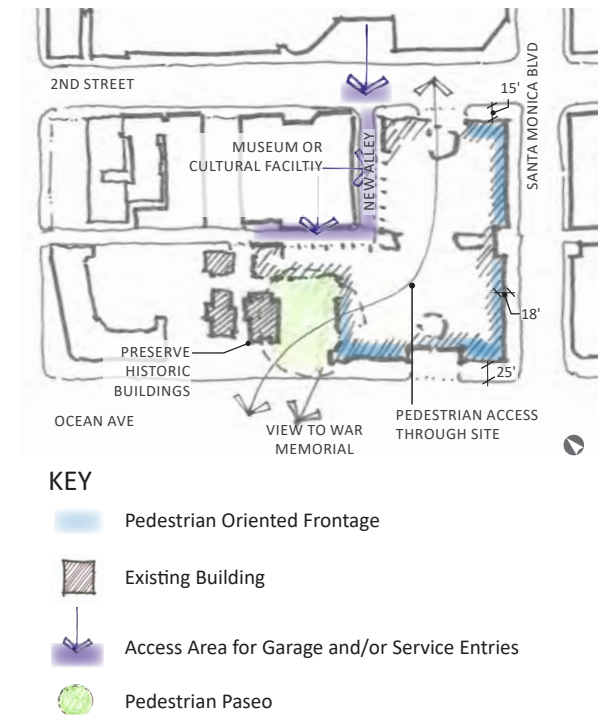 2ND STREET
15'
SANTA MONICA BLVD
MUSEUM OR
CULTURAL FACILTIY
NEW ALLEY
18'
PRESERVE
HISTORIC
BUILDINGS
25'
OCEAN AVE
VIEW TO WAR
MEMORIAL
PEDESTRIAN ACCESS
THROUGH SITE
KEY
Pedestrian Oriented Frontage
Existing Building
Access Area for Garage and/or Service Entries
Pedestrian Paseo